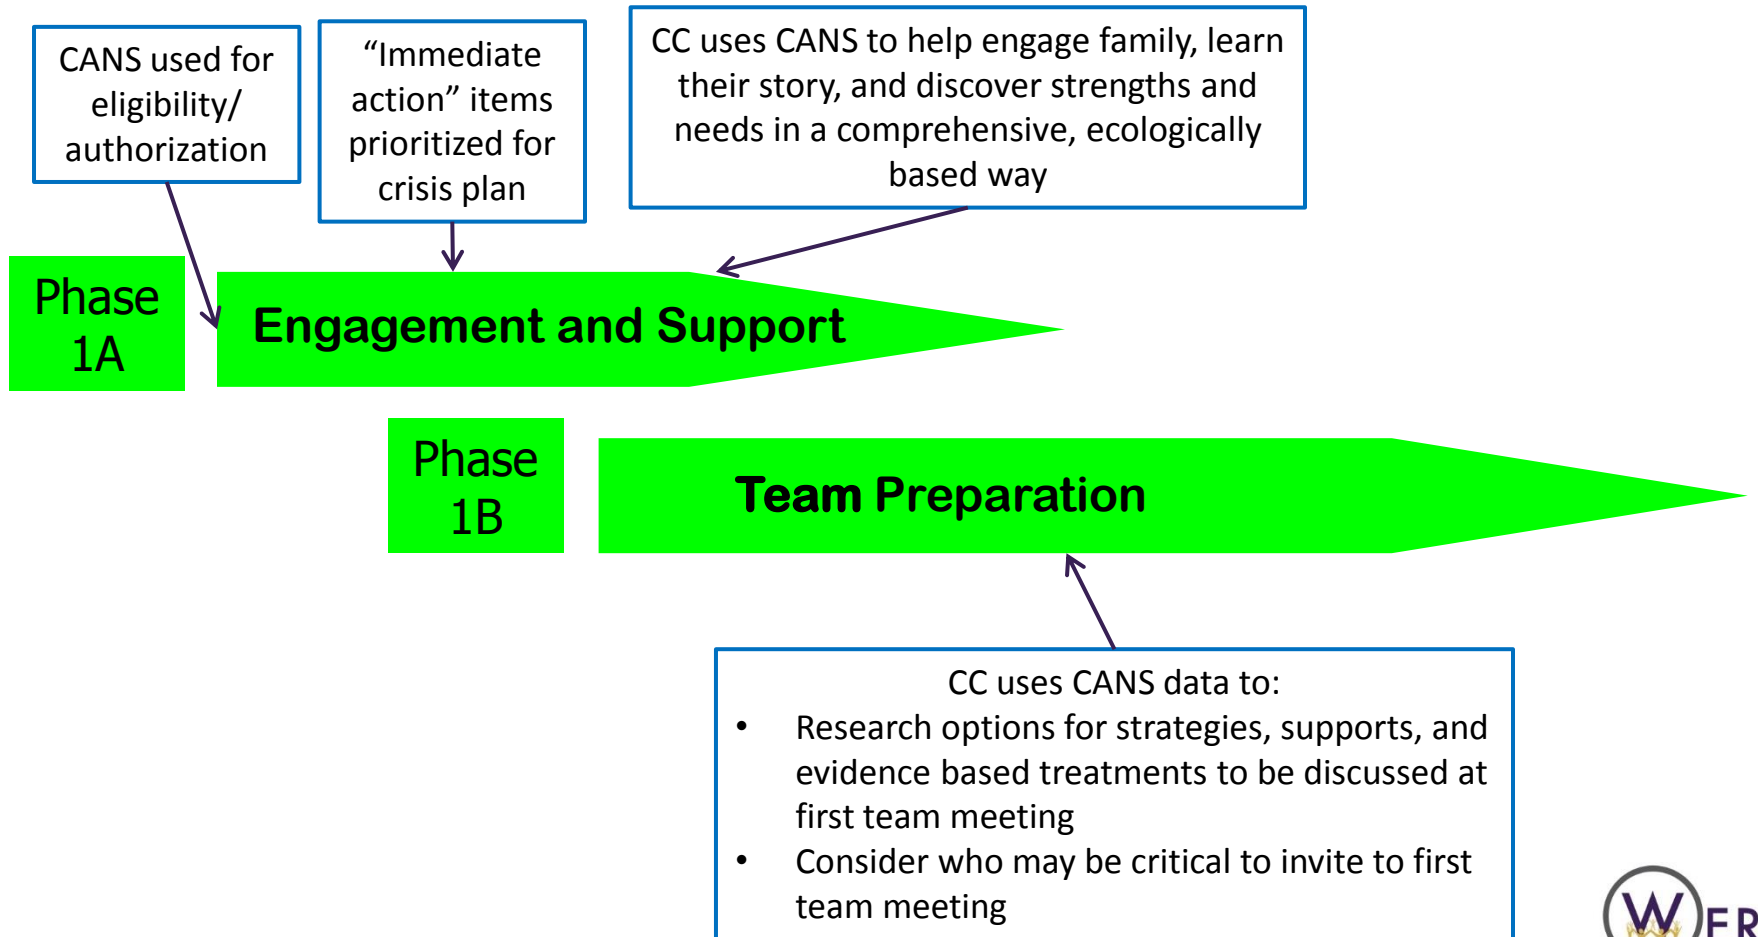 CANS used for
eligibility/
authorization
“Immediate
action” items
prioritized for
crisis plan
CC uses CANS to help engage family, learn
their story, and discover strengths and
needs in a comprehensive, ecologically
based way
Phase
1A
Engagement and Support
Phase
1B
Team Preparation
CC uses CANS data to:
• Research options for strategies, supports, and
evidence based treatments to be discussed at
first team meeting
• Consider who may be critical to invite to first
team meeting
W